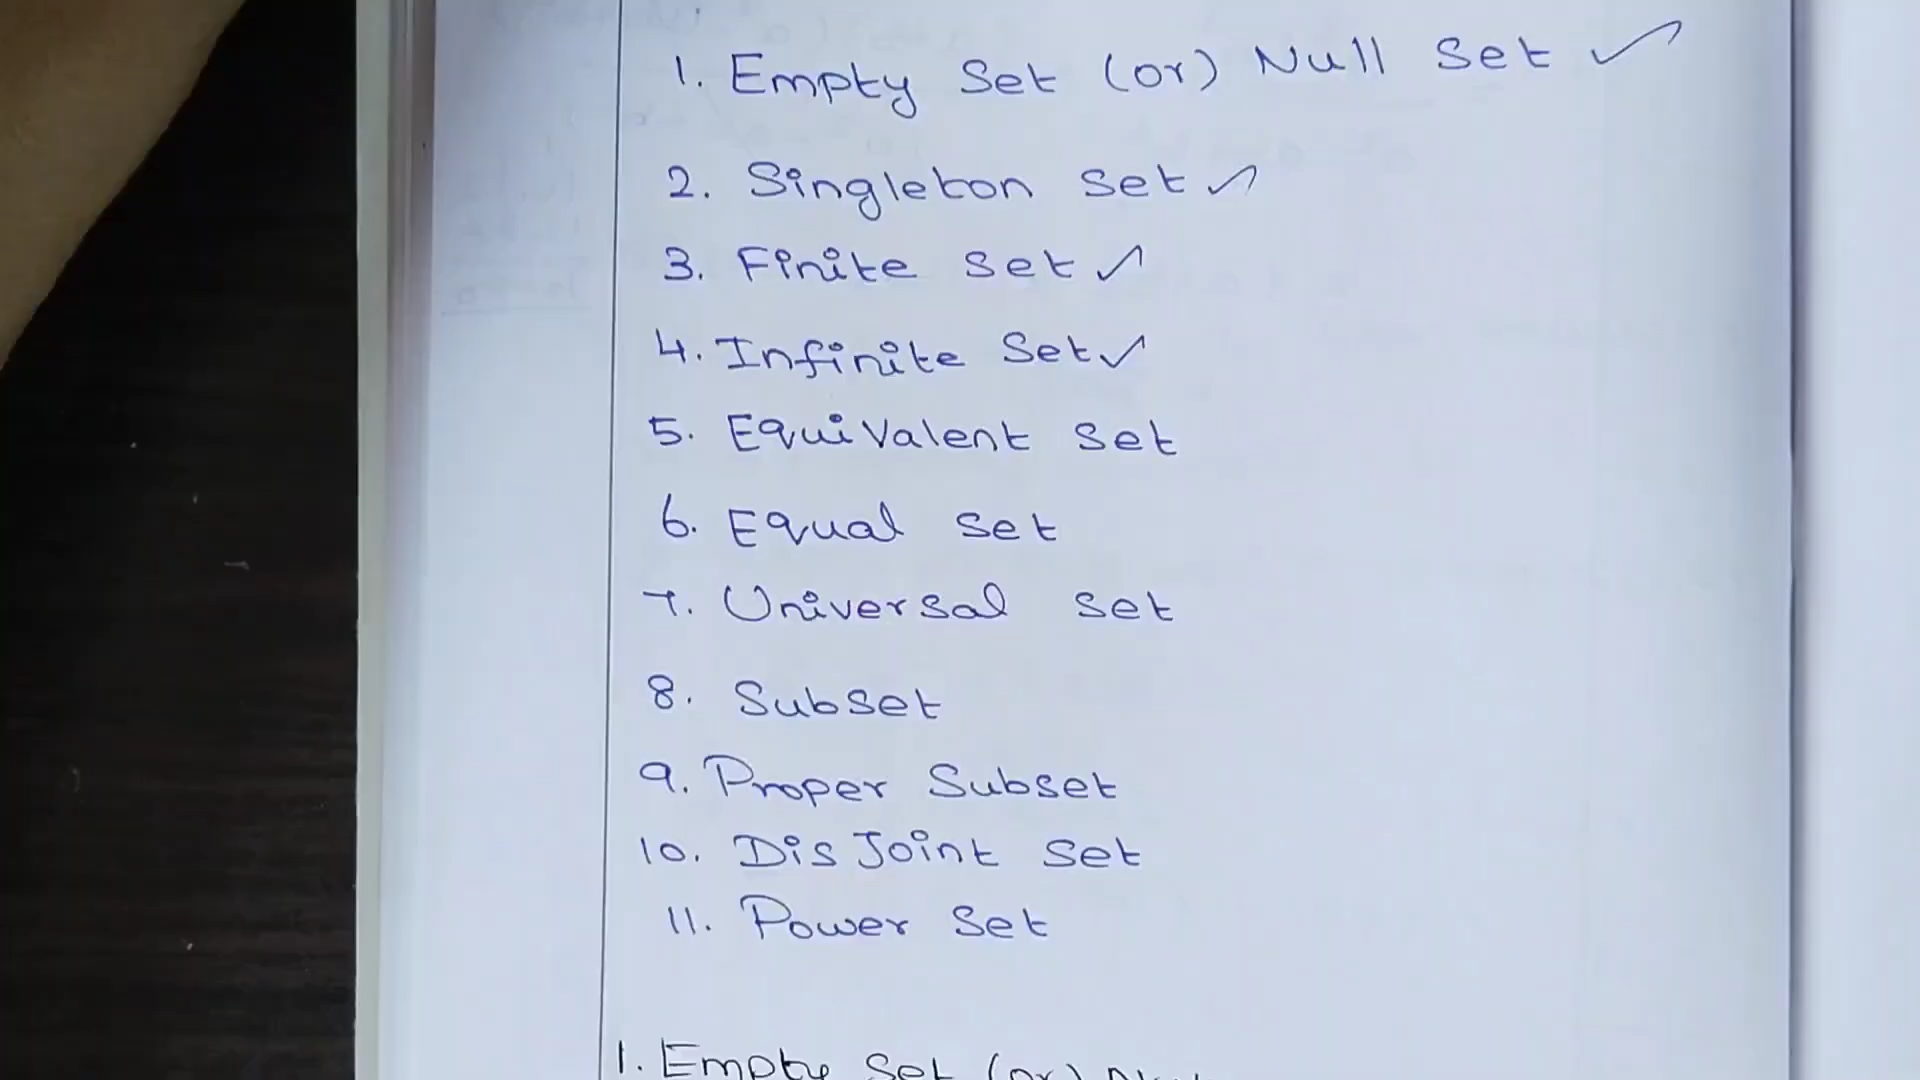 1. Empty Set (or) Null Set ✓
2. Singleton Set ✓
3. Finite Set ✓
4. Infinite Set ✓
5. Equivalent Set
6. Equal Set
7. Universal Set
8. Subset
9. Proper Subset
10. DisJoint Set
11. Power Set
1. Empty Set (or)